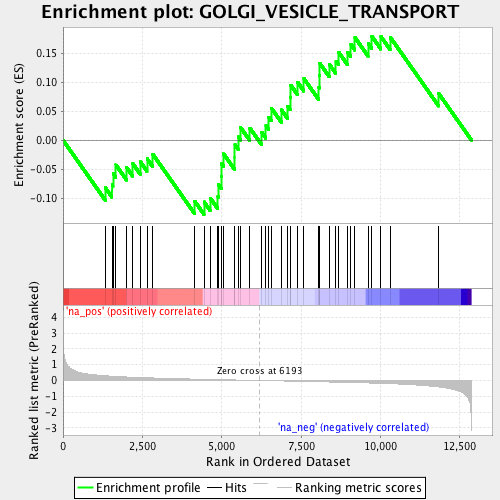 Enrichment plot: GOLGI_VESICLE_TRANSPORT
Enrichment score (ES)
0.15
0.10
0.05
0.00
-0.05
-0.10
'na_pos' (positively correlated)
Ranked list metric (PreRanked)
4
3
2
1
0
-1
-2
-3
Zero cross at 6193
'na_neg' (negatively correlated)
0
2,500
5,000
7,500
10,000
12,500
Rank in Ordered Dataset
Enrichment profile
Hits
Ranking metric scores